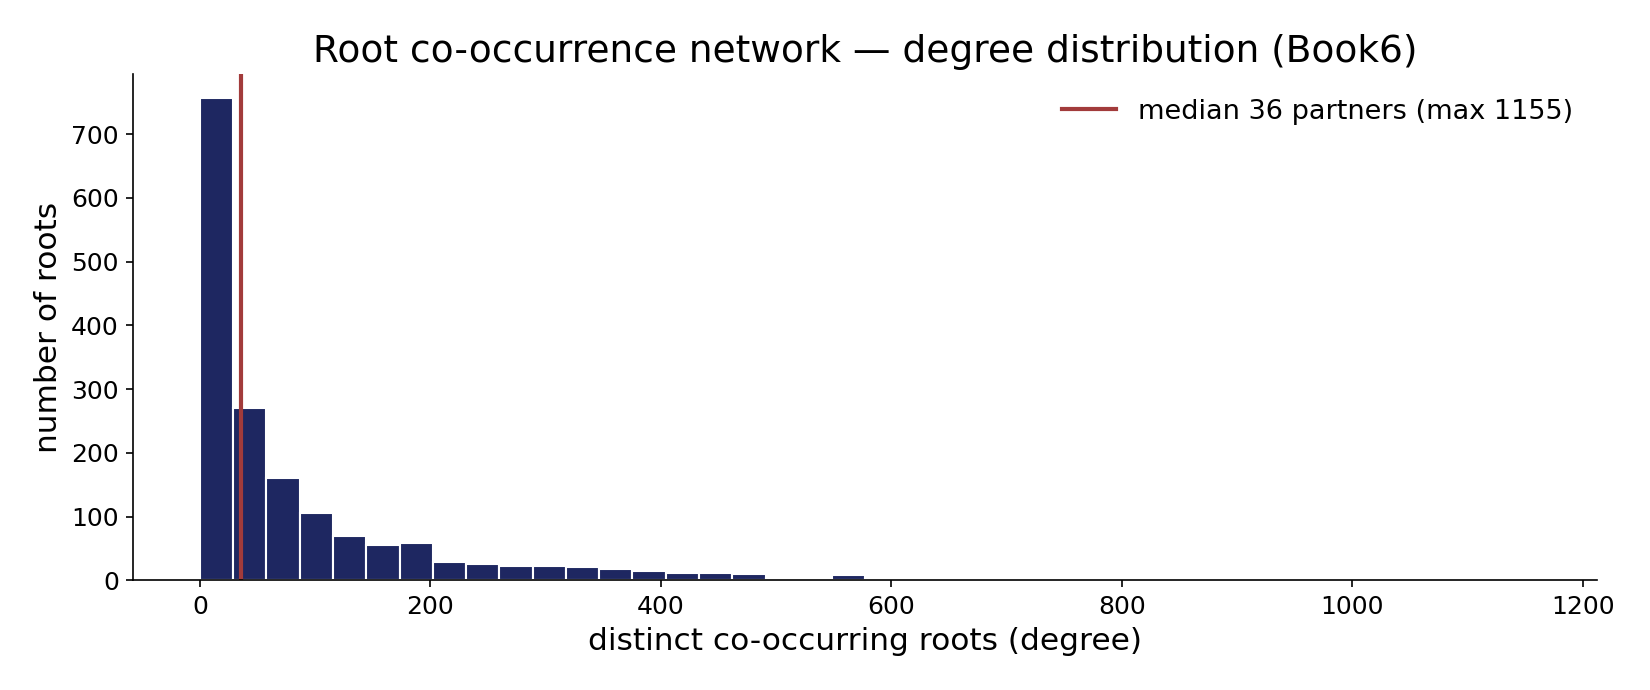 Root co-occurrence network — degree distribution (Book6)
median 36 partners (max 1155)
number of roots
700
600
500
400
300
200
100
0
0 200 400 600 800 1000 1200
distinct co-occurring roots (degree)